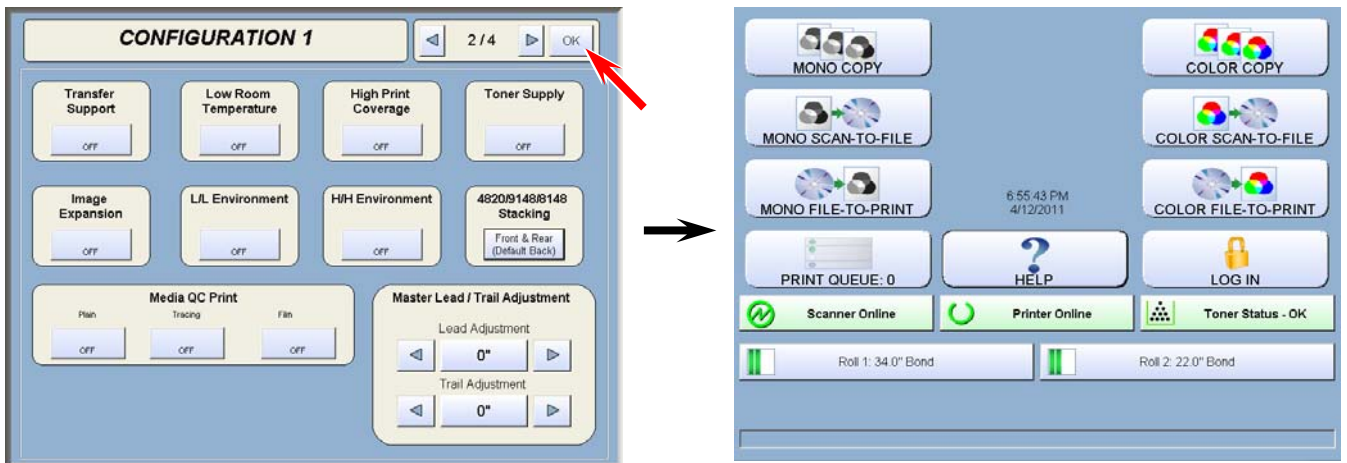 CONFIGURATION 1
2 / 4
OK
Transfer
Support
OFF
Low Room
Temperature
OFF
High Print
Coverage
OFF
Toner Supply
OFF
Image
Expansion
OFF
L/L Environment
OFF
H/H Environment
OFF
4820/9148/8148
Stacking
Front & Rear
(Default Back)
Media QC Print
Plain
Tracing
Film
OFF
OFF
OFF
Master Lead / Trail Adjustment
Lead Adjustment
0"
Trail Adjustment
0"
MONO COPY
COLOR COPY
MONO SCAN-TO-FILE
COLOR SCAN-TO-FILE
MONO FILE-TO-PRINT
6:55:43 PM
4/12/2011
COLOR FILE-TO-PRINT
PRINT QUEUE: 0
HELP
LOG IN
Scanner Online
Printer Online
Toner Status - OK
Roll 1: 34.0" Bond
Roll 2: 22.0" Bond